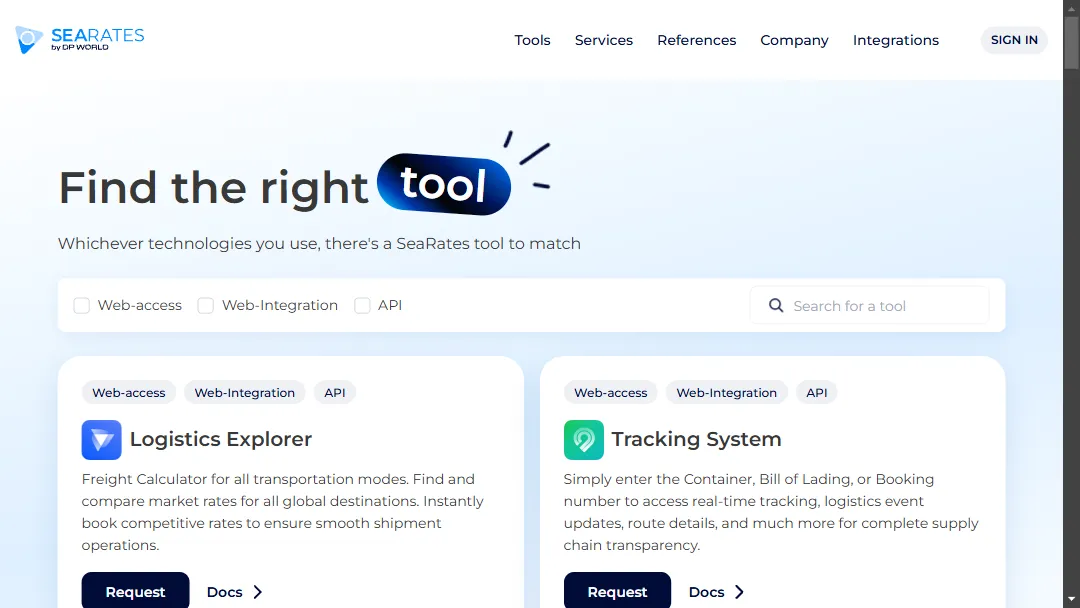 SEARATES
by DP WORLD
Tools Services References Company Integrations SIGN IN
Find the right tool
Whichever technologies you use, there's a SeaRates tool to match
Web-access Web-Integration API Search for a tool
Web-access Web-Integration API
Logistics Explorer
Freight Calculator for all transportation modes. Find and
compare market rates for all global destinations. Instantly
book competitive rates to ensure smooth shipment
operations.
Request Docs
Web-access Web-Integration API
Tracking System
Simply enter the Container, Bill of Lading, or Booking
number to access real-time tracking, logistics event
updates, route details, and much more for complete supply
chain transparency.
Request Docs